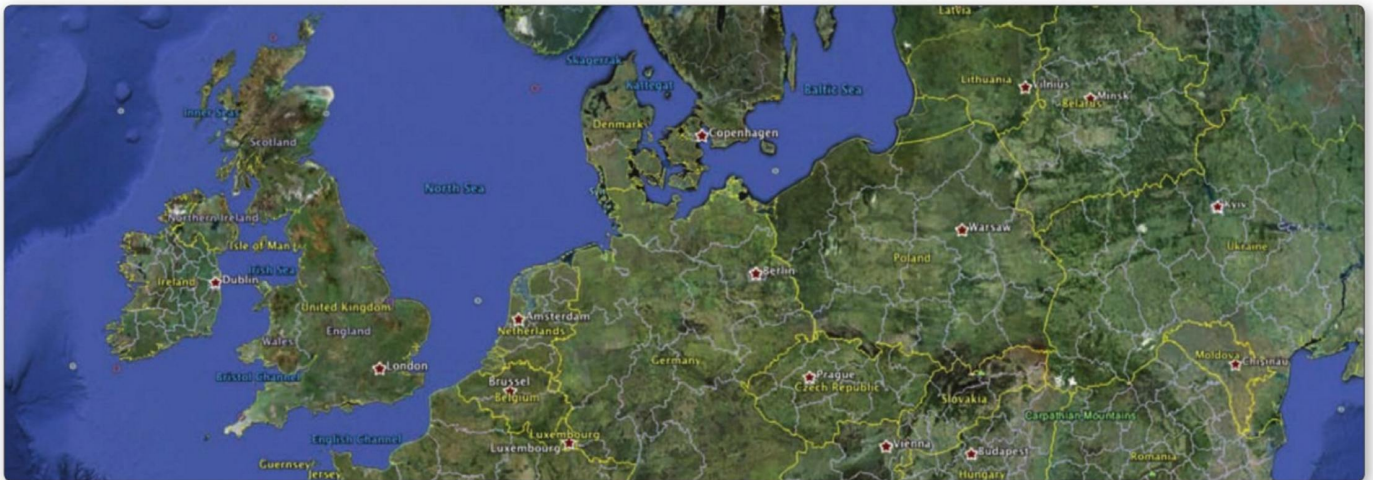 Latvia
Skagerrak
Kattegat
Baltic Sea
Lithuania
Vilnius
Minsk
Belarus
Inner Seas
Denmark
Copenhagen
Scotland
North Sea
Northern Ireland
Kyiv
Isle of Man
Warsaw
Ukraine
Poland
Irish Sea
Berlin
Ireland
Dublin
United Kingdom
Amsterdam
England
Netherlands
Wales
Moldova
Chisinau
Germany
London
Prague
Bristol Channel
Brussel
Czech Republic
Belgium
Slovakia
Carpathian Mountains
English Channel
Luxembourg
Luxembourg
Vienna
Budapest
Romania
Guernsey
Jersey
Hungary